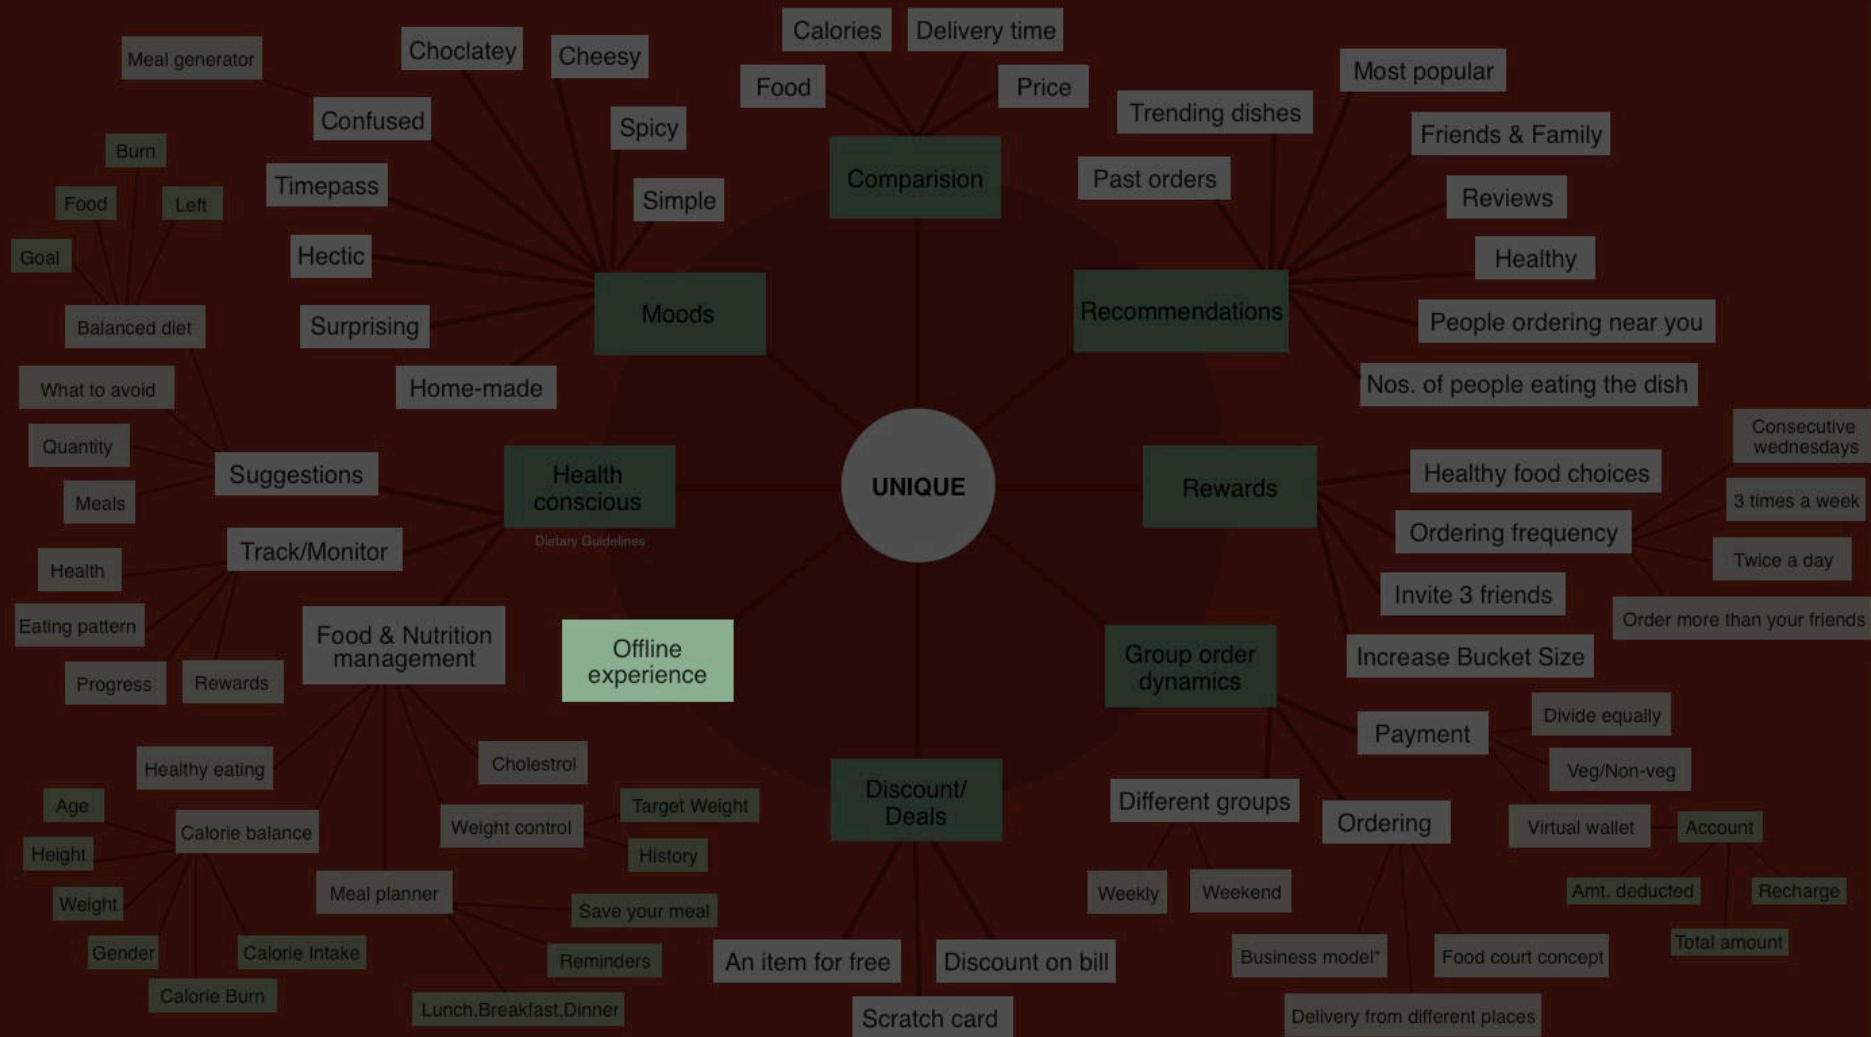 Calories
Delivery time
Food
Price
Comparision
Meal generator
Choclatey
Cheesy
Confused
Spicy
Timepass
Simple
Hectic
Surprising
Home-made
Moods
Most popular
Trending dishes
Friends & Family
Past orders
Reviews
Healthy
People ordering near you
Nos. of people eating the dish
Recommendations
Burn
Food
Left
Goal
Balanced diet
What to avoid
Quantity
Meals
Suggestions
Health
conscious
Dietary Guidelines
UNIQUE
Rewards
Healthy food choices
Ordering frequency
Consecutive
wednesdays
3 times a week
Twice a day
Order more than your friends
Invite 3 friends
Increase Bucket Size
Track/Monitor
Health
Eating pattern
Progress
Rewards
Food & Nutrition
management
Offline
experience
Group order
dynamics
Payment
Divide equally
Veg/Non-veg
Virtual wallet
Account
Amt. deducted
Recharge
Total amount
Healthy eating
Cholestrol
Calorie balance
Age
Height
Weight
Gender
Calorie Burn
Calorie Intake
Weight control
Target Weight
History
Meal planner
Save your meal
Reminders
Lunch,Breakfast,Dinner
Discount/
Deals
An item for free
Discount on bill
Scratch card
Different groups
Weekly
Weekend
Ordering
Business model*
Food court concept
Delivery from different places